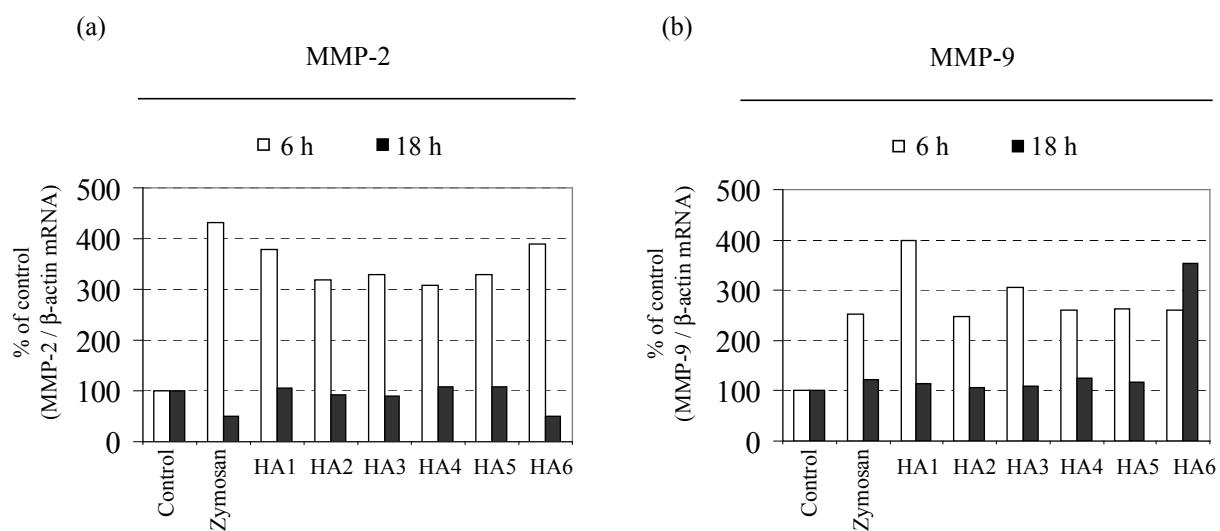 (a)
MMP-2
6 h 18 h
% of control
(MMP-2 / β-actin mRNA)
500
400
300
200
100
0
Control
Zymosan
HA1
HA2
HA3
HA4
HA5
HA6
(b)
MMP-9
6 h 18 h
% of control
(MMP-9 / β-actin mRNA)
500
400
300
200
100
0
Control
Zymosan
HA1
HA2
HA3
HA4
HA5
HA6